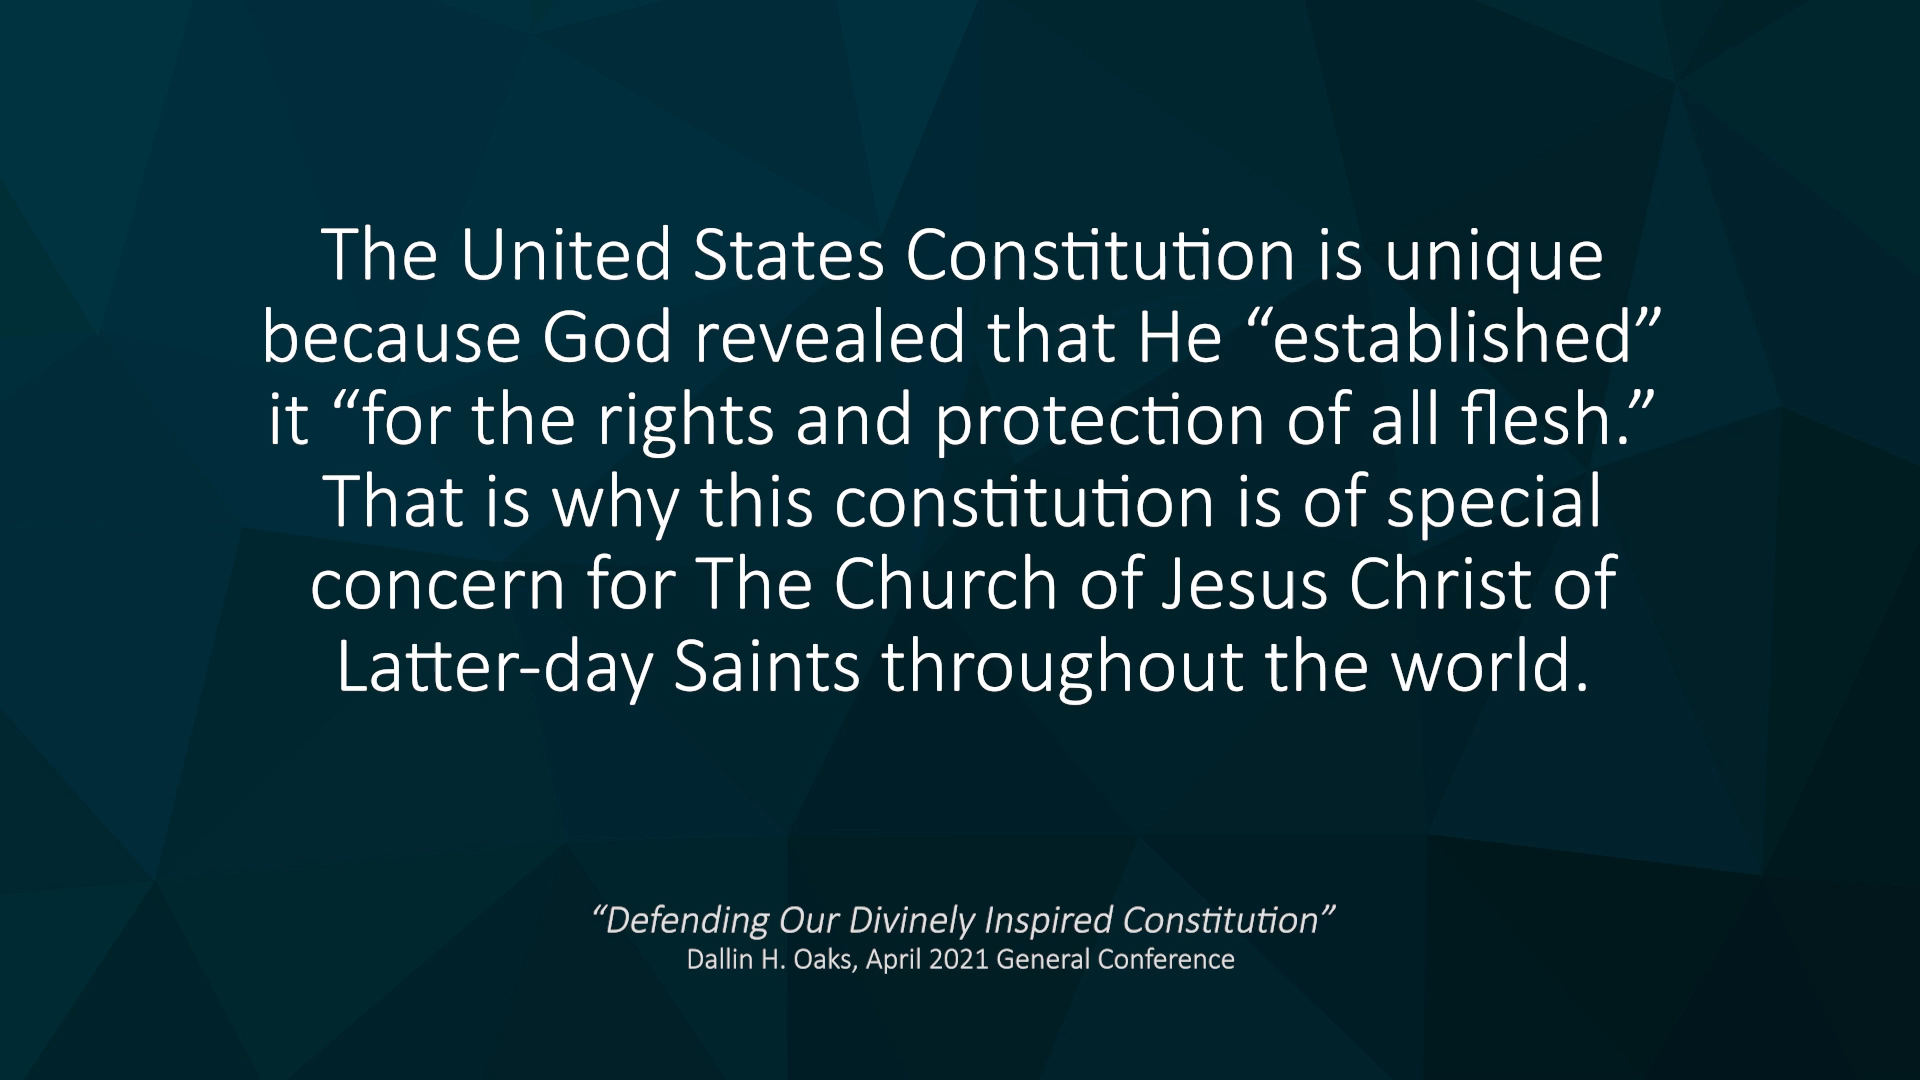 The United States Constitution is unique
because God revealed that He “established”
it “for the rights and protection of all flesh.”
That is why this constitution is of special
concern for The Church of Jesus Christ of
Latter-day Saints throughout the world.
“Defending Our Divinely Inspired Constitution”
Dallin H. Oaks, April 2021 General Conference